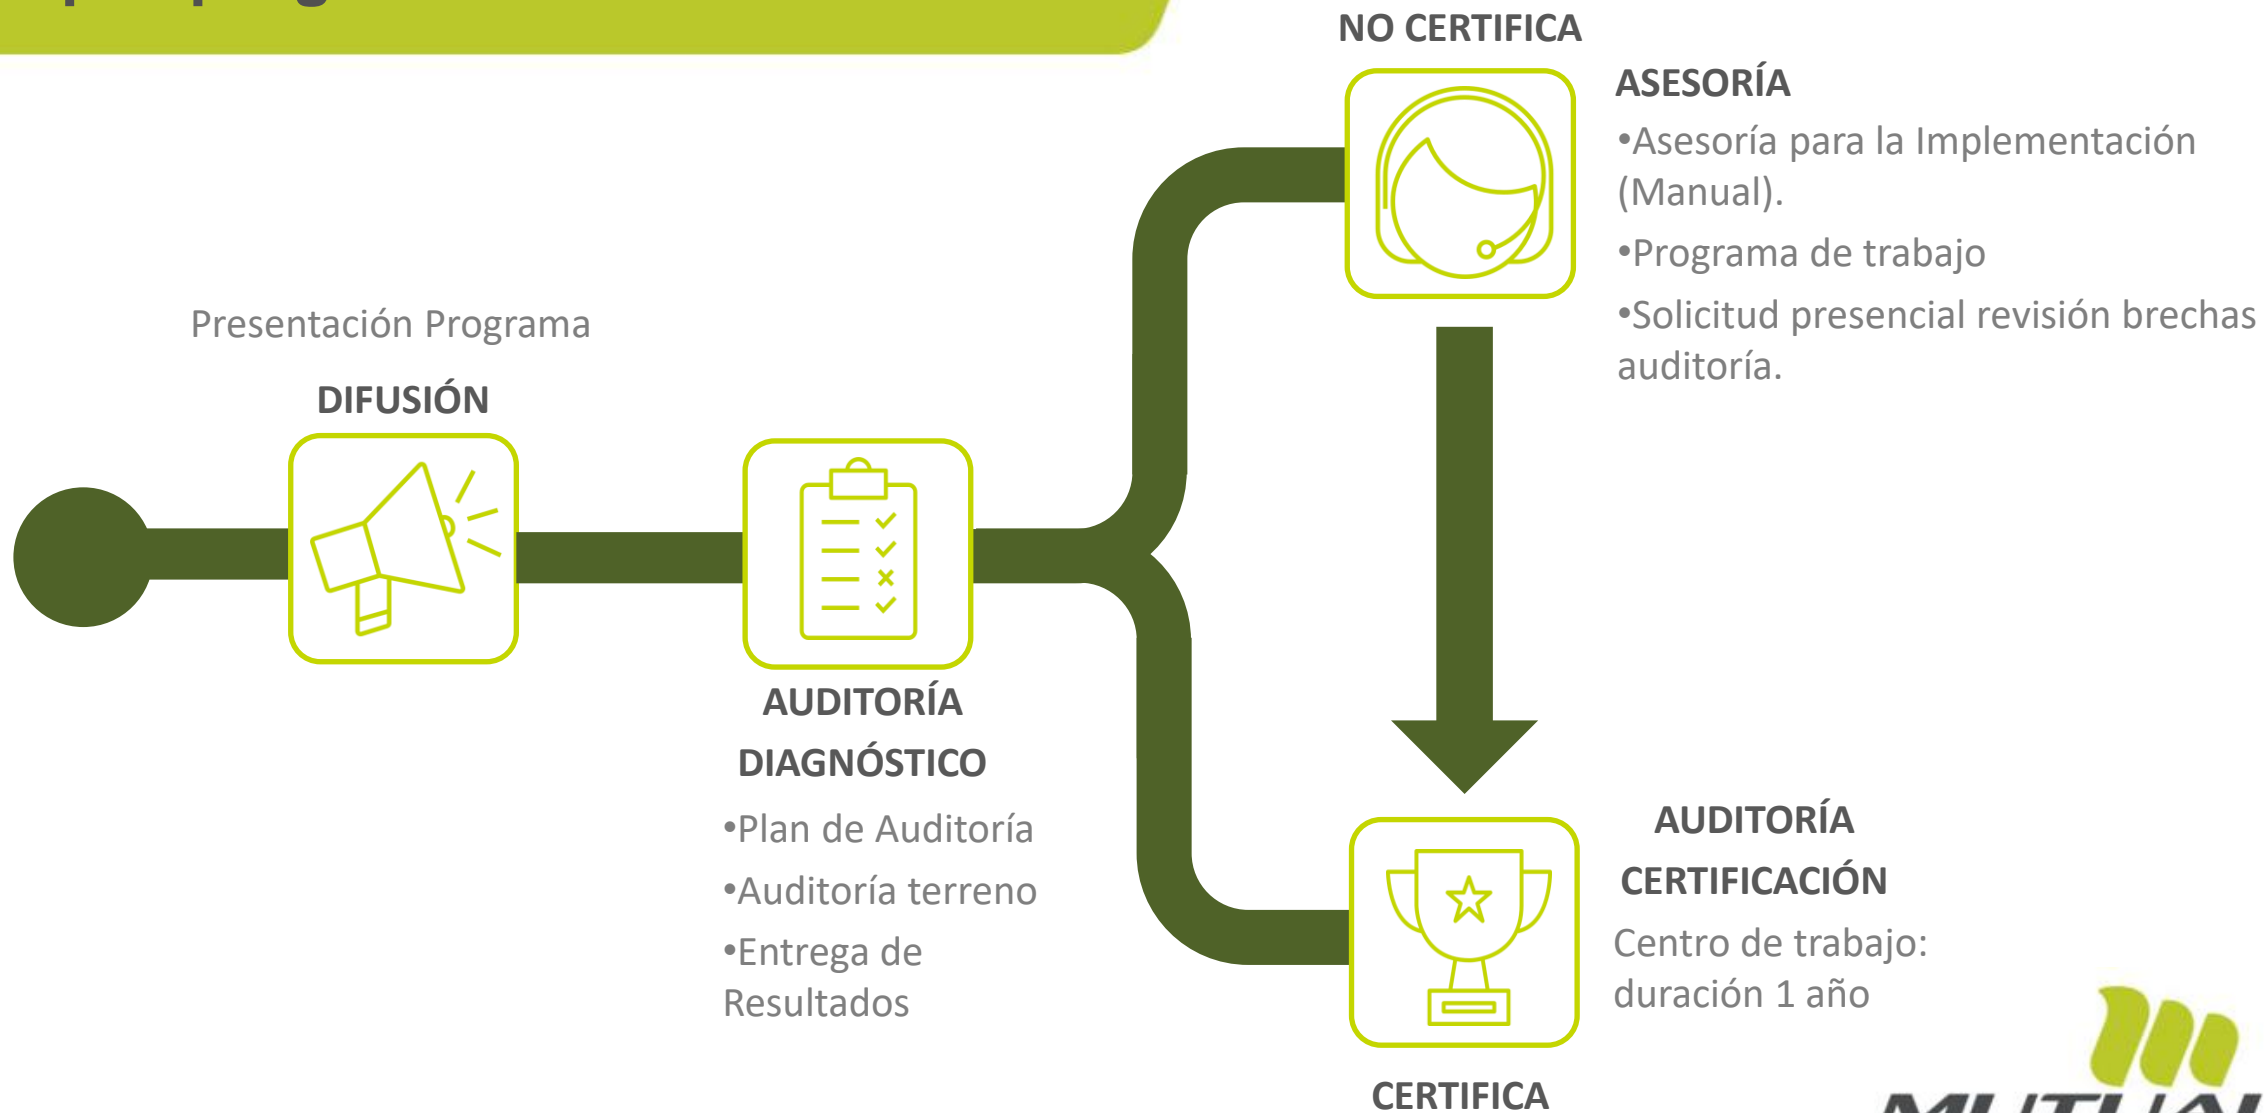 NO CERTIFICA
ASESORÍA
•Asesoría para la Implementación
(Manual).
•Programa de trabajo
•Solicitud presencial revisión brechas
auditoría.
Presentación Programa
DIFUSIÓN
AUDITORÍA
DIAGNÓSTICO
•Plan de Auditoría
•Auditoría terreno
•Entrega de
Resultados
AUDITORÍA
CERTIFICACIÓN
Centro de trabajo:
duración 1 año
CERTIFICA
MUTUAL